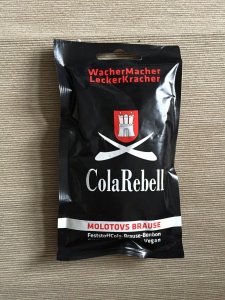 WacherMacher
LeckerKracher
ColaRebell
MOLOTOVS BRAUSE
FeststoffCola-Brause-Bonbon
Vegan